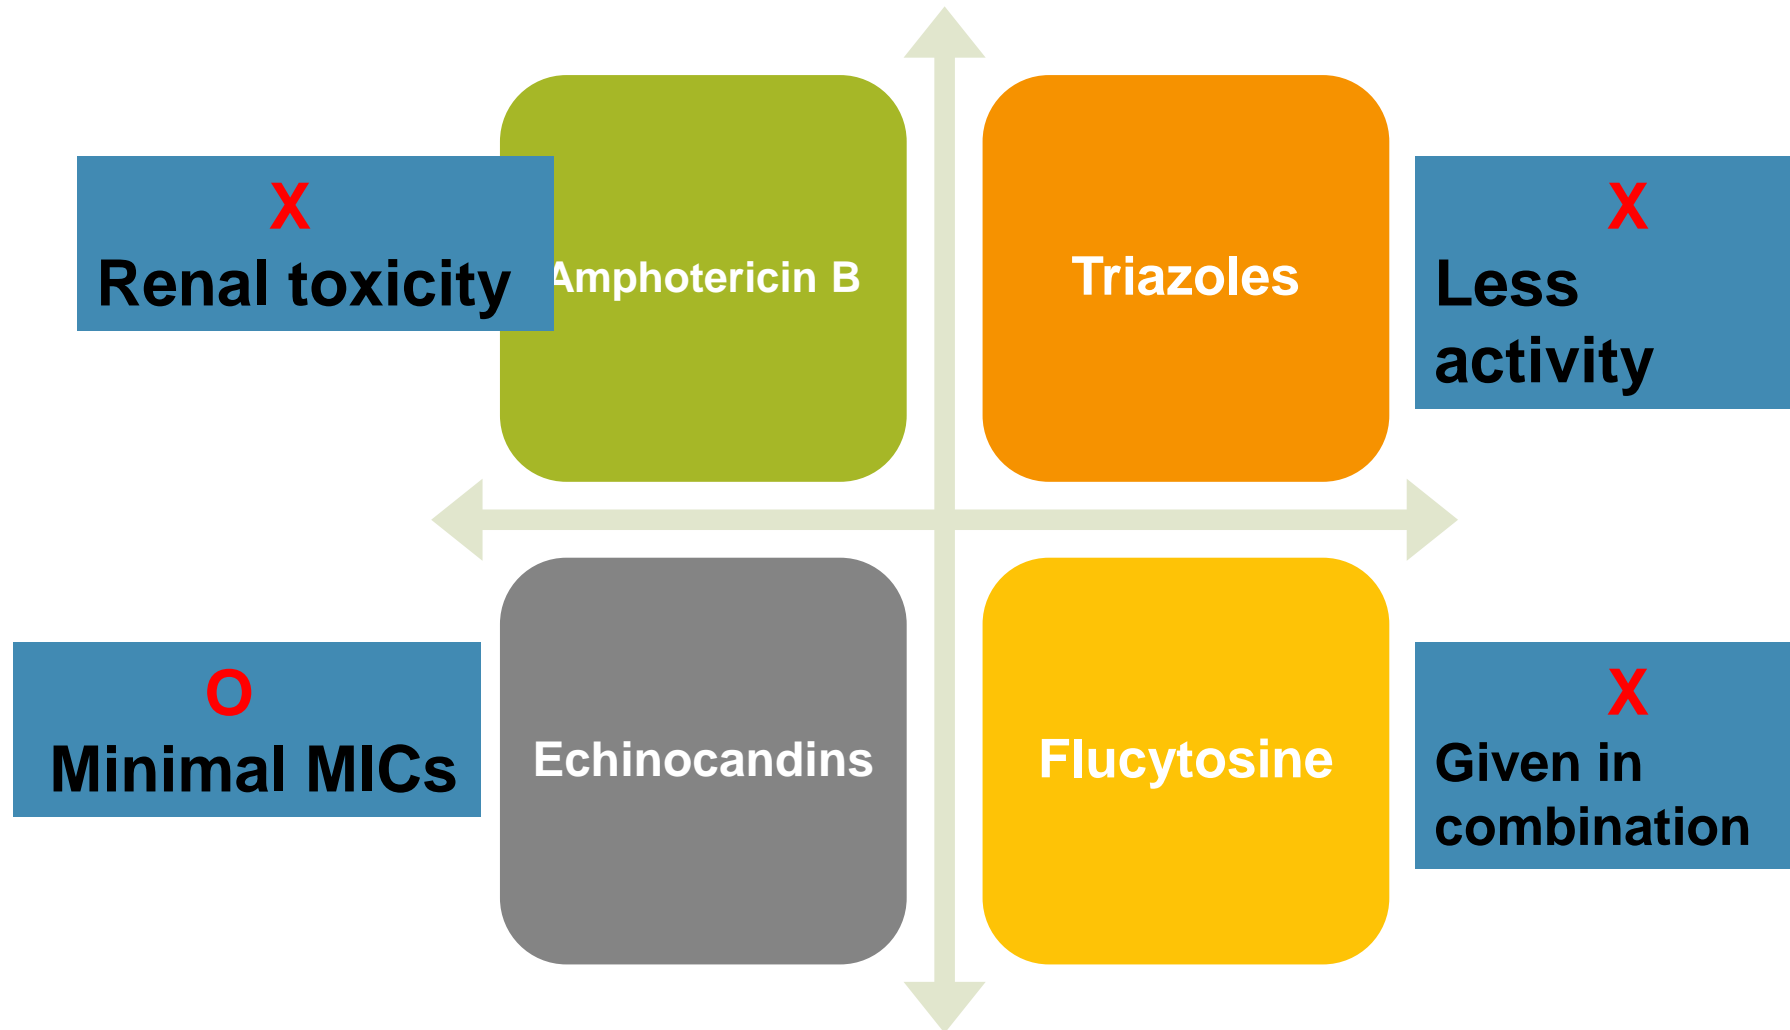 X
Renal toxicity
Amphotericin B
Triazoles
X
Less
activity
O
Minimal MICs
Echinocandins
Flucytosine
X
Given in
combination